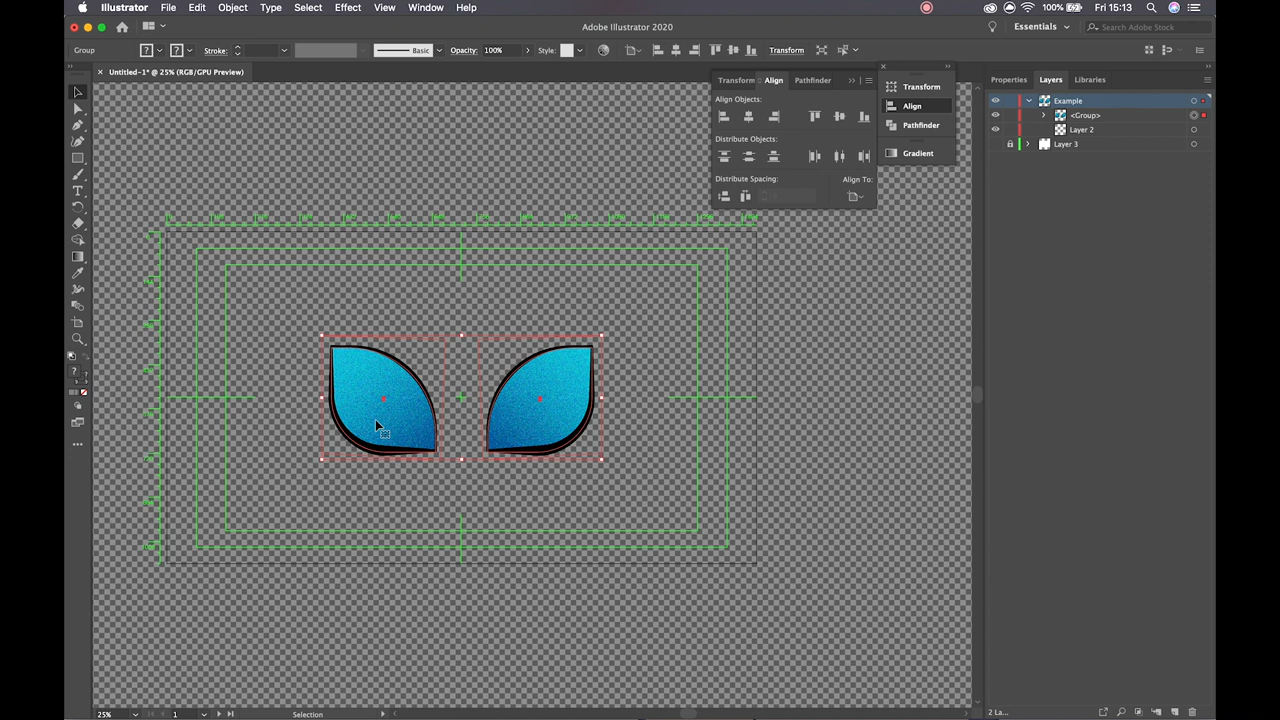 Illustrator File Edit Object Type Select Effect View Window Help 100% Fri 15:13
Adobe Illustrator 2020 Essentials Search Adobe Stock
Group Stroke: Basic Opacity: 100% Style: Transform
× Untitled-1* @ 25% (RGB/GPU Preview)
Transform Align Pathfinder
Align Objects:
Distribute Objects:
Distribute Spacing: Align To:
Transform
Align
Pathfinder
Gradient
Properties Layers Libraries
Example
<Group>
Layer 2
Layer 3
25% 1 Selection 2 La...